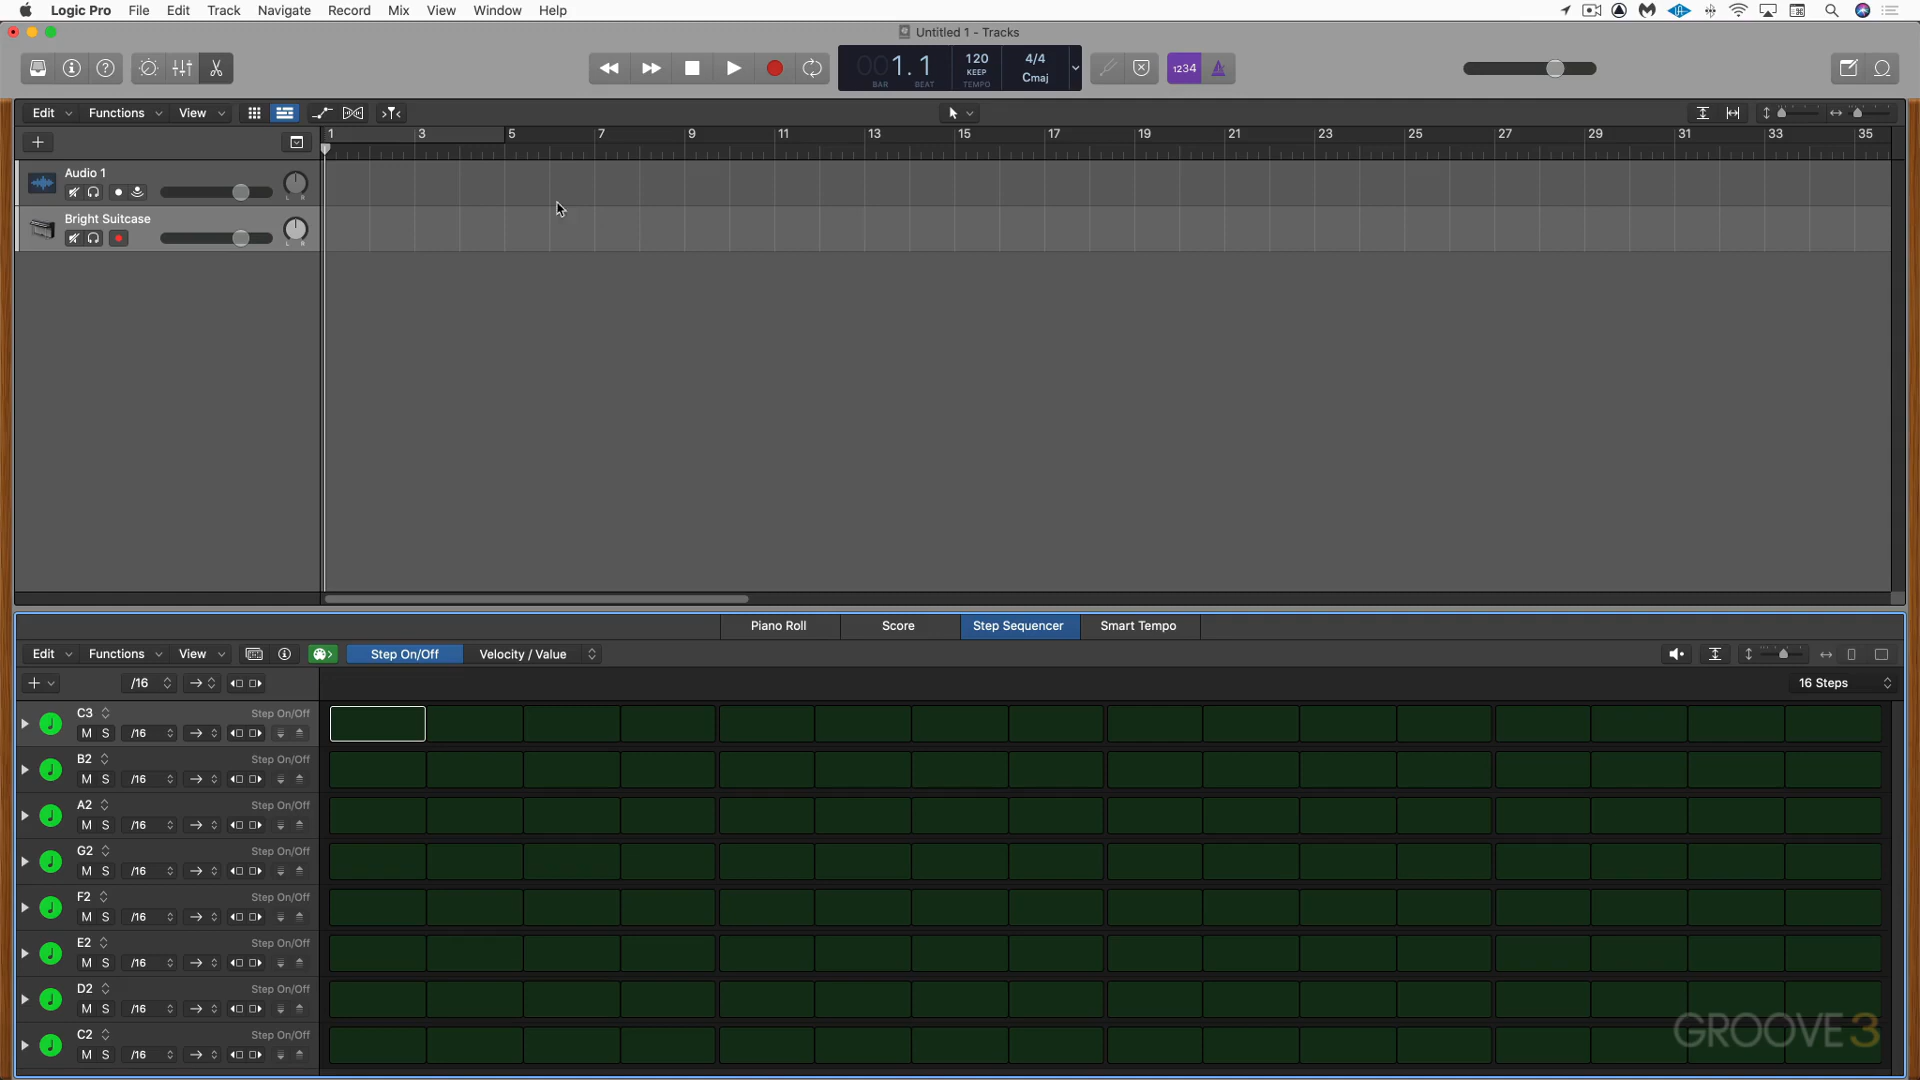 Logic Pro File Edit Track Navigate Record Mix View Window Help
Untitled 1 - Tracks
001.1 120 4/4
KEEP Cmaj
BAR BEAT TEMPO
1234
Edit Functions View
1 3 5 7 9 11 13 15 17 19 21 23 25 27 29 31 33 35
Audio 1
L R
Bright Suitcase
L R
Piano Roll Score Step Sequencer Smart Tempo
Edit Functions View Step On/Off Velocity / Value
/16 16 Steps
C3 Step On/Off
M S /16
B2 Step On/Off
M S /16
A2 Step On/Off
M S /16
G2 Step On/Off
M S /16
F2 Step On/Off
M S /16
E2 Step On/Off
M S /16
D2 Step On/Off
M S /16
C2 Step On/Off
M S /16
GROOVE3